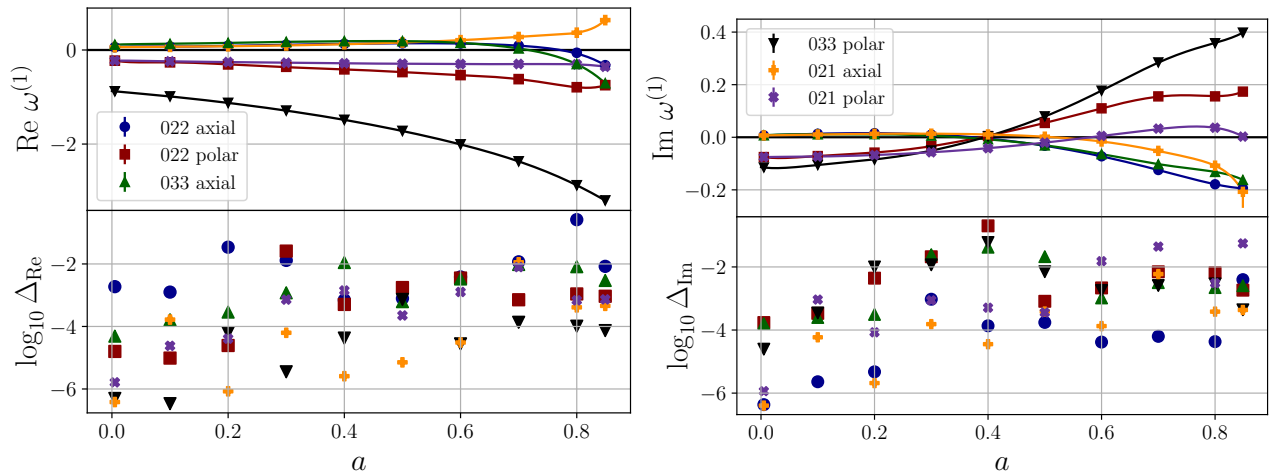 0
−2
Re ω⁽¹⁾
022 axial
022 polar
033 axial
−2
−4
−6
log₁₀ Δ_Re
0.0 0.2 0.4 0.6 0.8
a
0.4
0.2
0.0
−0.2
Im ω⁽¹⁾
033 polar
021 axial
021 polar
−2
−4
−6
log₁₀ Δ_Im
0.0 0.2 0.4 0.6 0.8
a